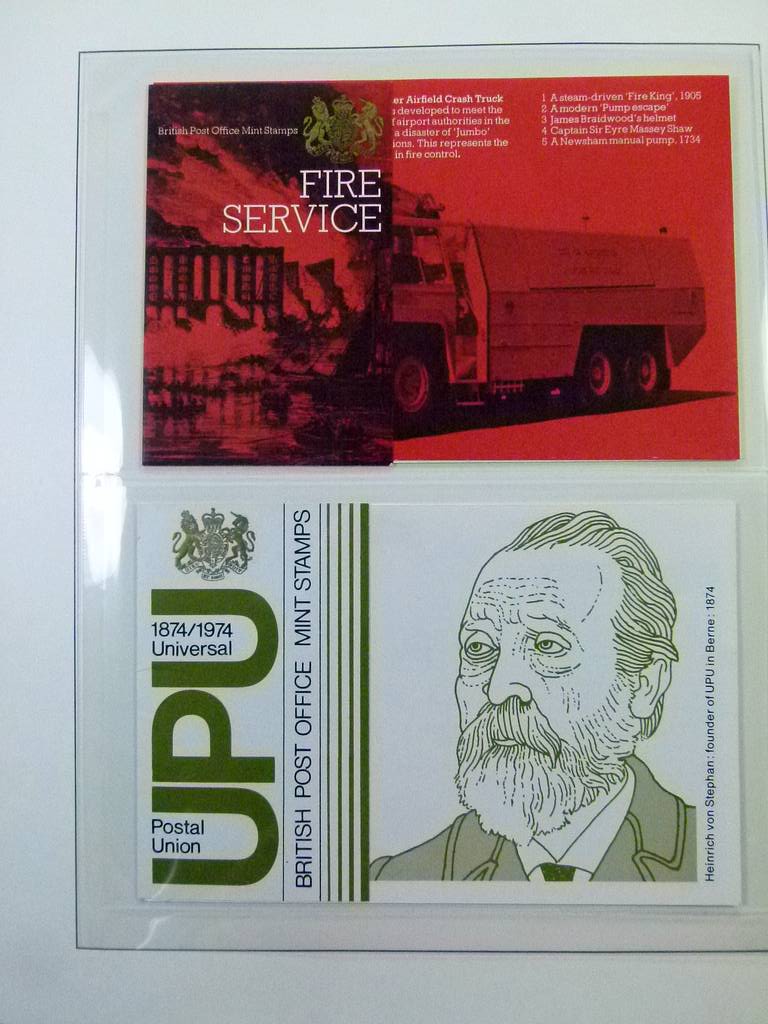 British Post Office Mint Stamps
FIRE
SERVICE
er Airfield Crash Truck
developed to meet the
f airport authorities in the
a disaster of 'Jumbo'
ions. This represents the
in fire control.
1 A steam-driven 'Fire King', 1905
2 A modern 'Pump escape'
3 James Braidwood's helmet
4 Captain Sir Eyre Massey Shaw
5 A Newsham manual pump, 1734
1874/1974
Universal
UPU
Postal
Union
BRITISH POST OFFICE MINT STAMPS
Heinrich von Stephan: founder of UPU in Berne: 1874